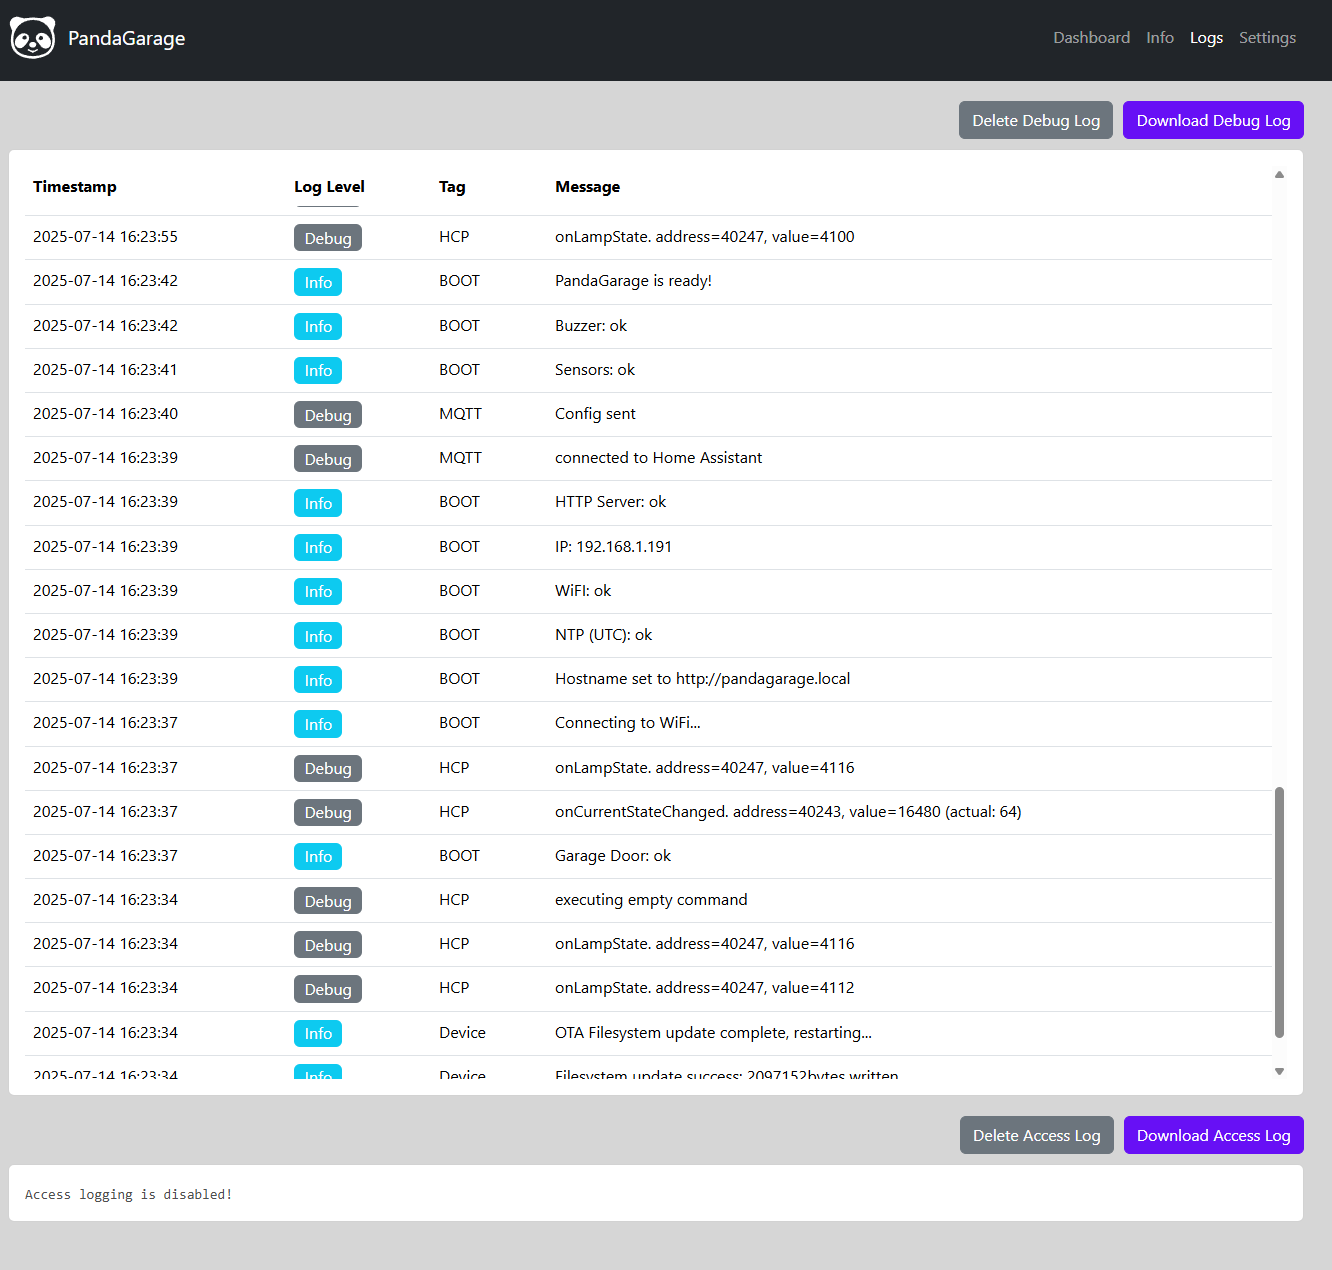 PandaGarage
Dashboard Info Logs Settings
Delete Debug Log Download Debug Log
Timestamp Log Level Tag Message
2025-07-14 16:23:55 Debug HCP onLampState. address=40247, value=4100
2025-07-14 16:23:42 Info BOOT PandaGarage is ready!
2025-07-14 16:23:42 Info BOOT Buzzer: ok
2025-07-14 16:23:41 Info BOOT Sensors: ok
2025-07-14 16:23:40 Debug MQTT Config sent
2025-07-14 16:23:39 Debug MQTT connected to Home Assistant
2025-07-14 16:23:39 Info BOOT HTTP Server: ok
2025-07-14 16:23:39 Info BOOT IP: 192.168.1.191
2025-07-14 16:23:39 Info BOOT WiFI: ok
2025-07-14 16:23:39 Info BOOT NTP (UTC): ok
2025-07-14 16:23:39 Info BOOT Hostname set to http://pandagarage.local
2025-07-14 16:23:37 Info BOOT Connecting to WiFi...
2025-07-14 16:23:37 Debug HCP onLampState. address=40247, value=4116
2025-07-14 16:23:37 Debug HCP onCurrentStateChanged. address=40243, value=16480 (actual: 64)
2025-07-14 16:23:37 Info BOOT Garage Door: ok
2025-07-14 16:23:34 Debug HCP executing empty command
2025-07-14 16:23:34 Debug HCP onLampState. address=40247, value=4116
2025-07-14 16:23:34 Debug HCP onLampState. address=40247, value=4112
2025-07-14 16:23:34 Info Device OTA Filesystem update complete, restarting...
2025-07-14 16:23:34 Info Device Filesystem update success: 2097152bytes written
Delete Access Log Download Access Log
Access logging is disabled!